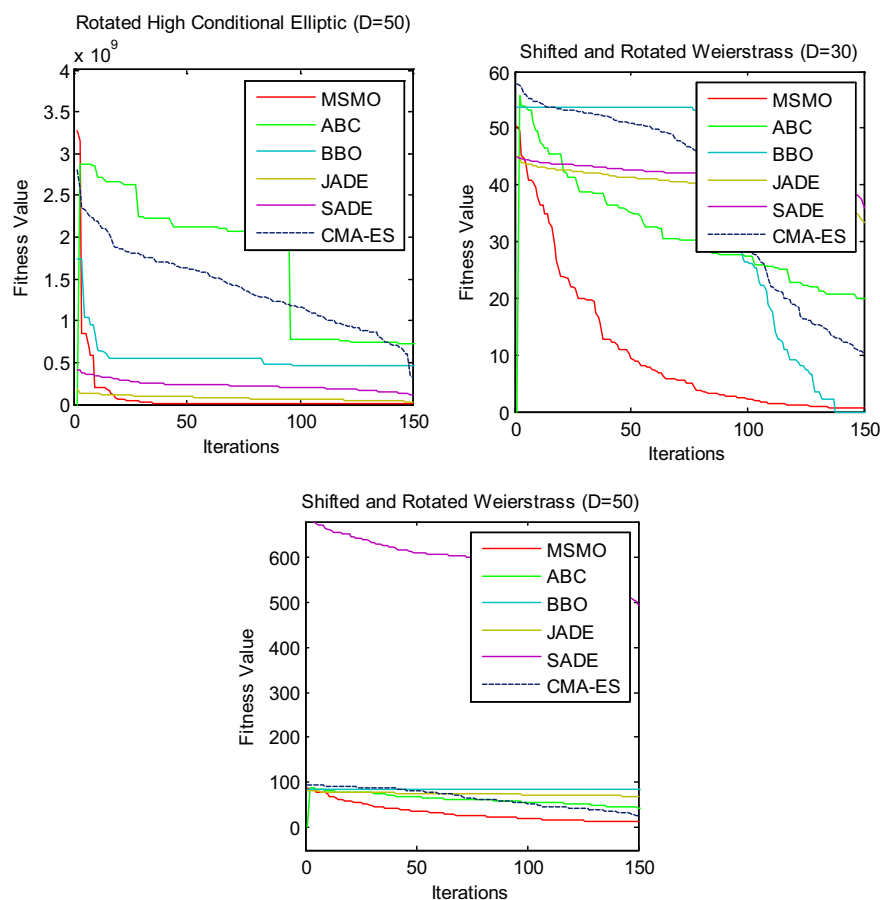 Rotated High Conditional Elliptic (D=50)
x 10^9
4
3.5
3
2.5
2
1.5
1
0.5
0
Fitness Value
0
50
100
150
Iterations
MSMO
ABC
BBO
JADE
SADE
CMA-ES
Shifted and Rotated Weierstrass (D=30)
60
50
40
30
20
10
0
Fitness Value
0
50
100
150
Iterations
MSMO
ABC
BBO
JADE
SADE
CMA-ES
Shifted and Rotated Weierstrass (D=50)
600
500
400
300
200
100
0
Fitness Value
0
50
100
150
Iterations
MSMO
ABC
BBO
JADE
SADE
CMA-ES